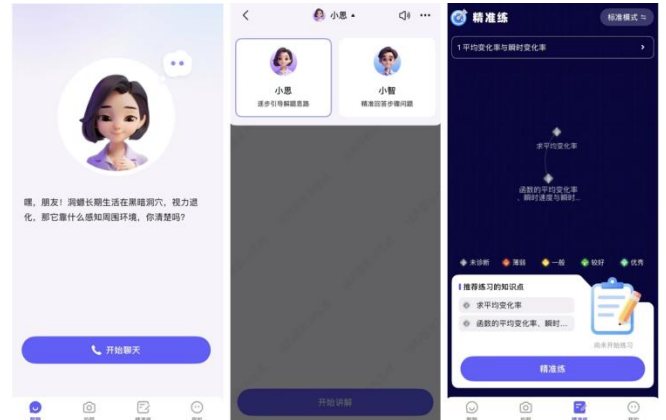 嘿，朋友！洞螈长期生活在黑暗洞穴，视力退
化，那它靠什么感知周围环境，你清楚吗？
开始聊天
小思
小思
逐步引导解题思路
小智
精准回答步骤问题
开始讲解
精准练
标准模式
1 平均变化率与瞬时变化率
求平均变化率
函数的平均变化率
、瞬时速度与瞬时...
未诊断
薄弱
一般
较好
优秀
推荐练习的知识点
求平均变化率
函数的平均变化率、瞬时...
尚未开始练习
精准练